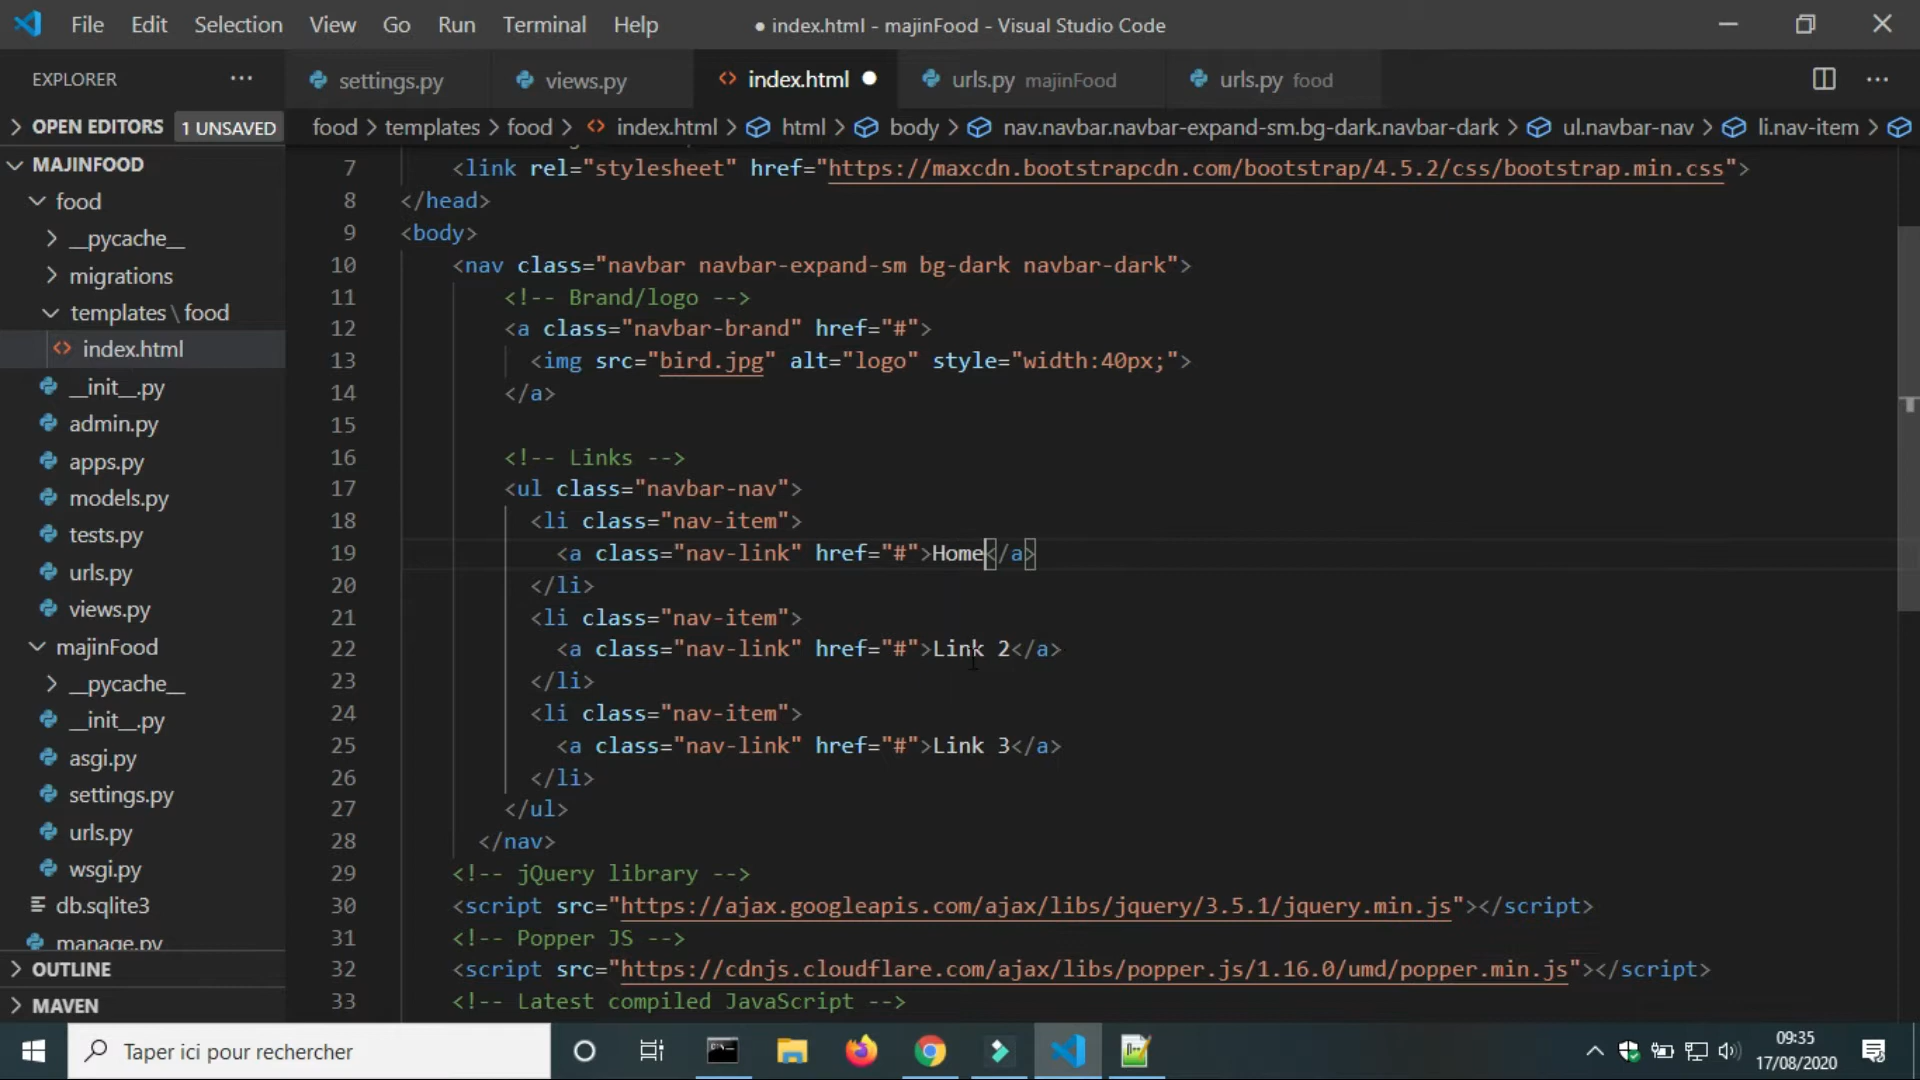 File Edit Selection View Go Run Terminal Help
● index.html - majinFood - Visual Studio Code
EXPLORER ···
settings.py views.py index.html ● urls.py majinFood urls.py food ···
OPEN EDITORS 1 UNSAVED
food > templates > food > index.html > html > body > nav.navbar.navbar-expand-sm.bg-dark.navbar-dark > ul.navbar-nav > li.nav-item >
MAJINFOOD
food
__pycache__
migrations
templates \ food
index.html
__init__.py
admin.py
apps.py
models.py
tests.py
urls.py
views.py
majinFood
__pycache__
__init__.py
asgi.py
settings.py
urls.py
wsgi.py
db.sqlite3
manage.py
OUTLINE
MAVEN
7 <link rel="stylesheet" href="https://maxcdn.bootstrapcdn.com/bootstrap/4.5.2/css/bootstrap.min.css">
8 </head>
9 <body>
10 <nav class="navbar navbar-expand-sm bg-dark navbar-dark">
11 <!-- Brand/logo -->
12 <a class="navbar-brand" href="#">
13 <img src="bird.jpg" alt="logo" style="width:40px;">
14 </a>
15
16 <!-- Links -->
17 <ul class="navbar-nav">
18 <li class="nav-item">
19 <a class="nav-link" href="#">Home</a>
20 </li>
21 <li class="nav-item">
22 <a class="nav-link" href="#">Link 2</a>
23 </li>
24 <li class="nav-item">
25 <a class="nav-link" href="#">Link 3</a>
26 </li>
27 </ul>
28 </nav>
29 <!-- jQuery library -->
30 <script src="https://ajax.googleapis.com/ajax/libs/jquery/3.5.1/jquery.min.js"></script>
31 <!-- Popper JS -->
32 <script src="https://cdnjs.cloudflare.com/ajax/libs/popper.js/1.16.0/umd/popper.min.js"></script>
33 <!-- Latest compiled JavaScript -->
Taper ici pour rechercher
09:35
17/08/2020